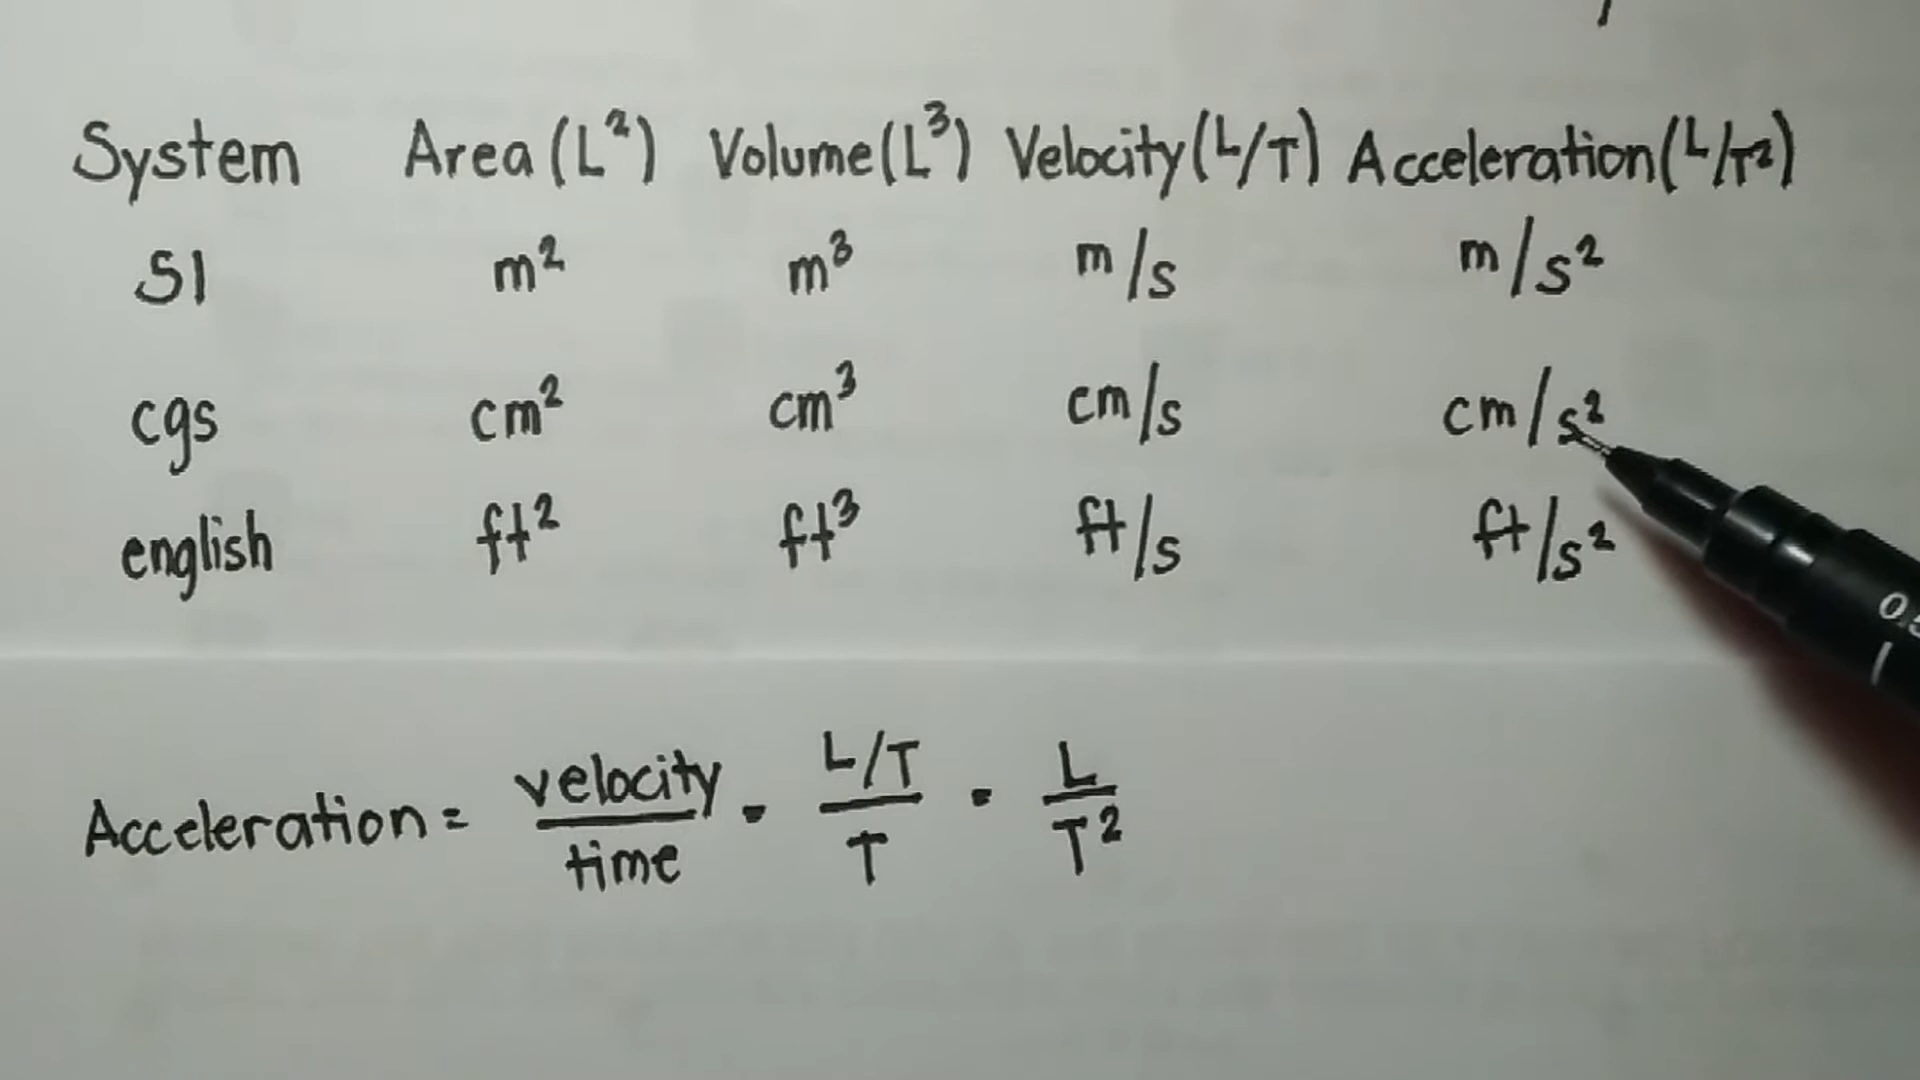 System Area (L²) Volume (L³) Velocity (L/T) Acceleration (L/T²)
SI m² m³ m/s m/s²
cgs cm² cm³ cm/s cm/s²
english ft² ft³ ft/s ft/s²
Acceleration = velocity/time = L/T/T = L/T²